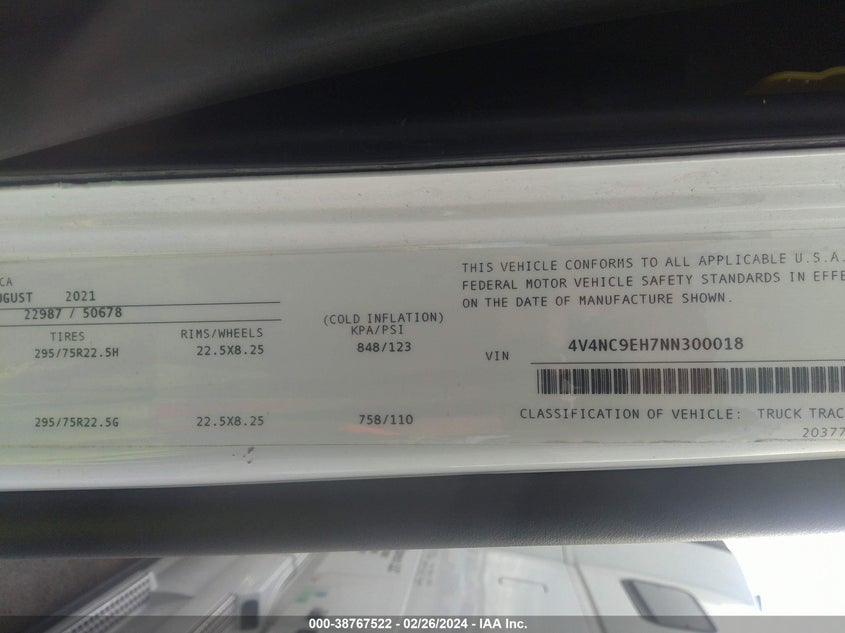 CA
UGUST 2021
22987 / 50678
TIRES RIMS/WHEELS (COLD INFLATION) KPA/PSI
295/75R22.5H 22.5X8.25 848/123
295/75R22.5G 22.5X8.25 758/110
THIS VEHICLE CONFORMS TO ALL APPLICABLE U.S.A.
FEDERAL MOTOR VEHICLE SAFETY STANDARDS IN EFFE
ON THE DATE OF MANUFACTURE SHOWN.
VIN 4V4NC9EH7NN300018
CLASSIFICATION OF VEHICLE: TRUCK TRAC
20377
000-38767522 - 02/26/2024 - IAA Inc.